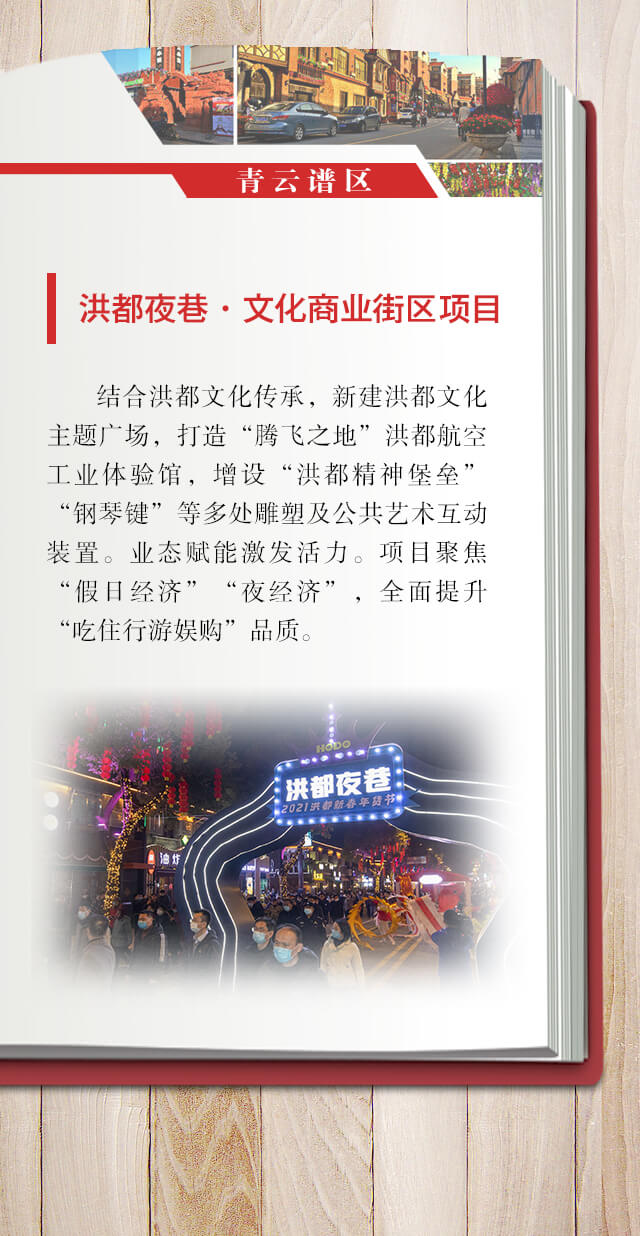 青云谱区
洪都夜巷·文化商业街区项目
结合洪都文化传承，新建洪都文化
主题广场，打造“腾飞之地”洪都航空
工业体验馆，增设“洪都精神堡垒”
“钢琴键”等多处雕塑及公共艺术互动
装置。业态赋能激发活力。项目聚焦
“假日经济”“夜经济”，全面提升
“吃住行游娱购”品质。
HODO
洪都夜巷
2021洪都新春年货节
油炸